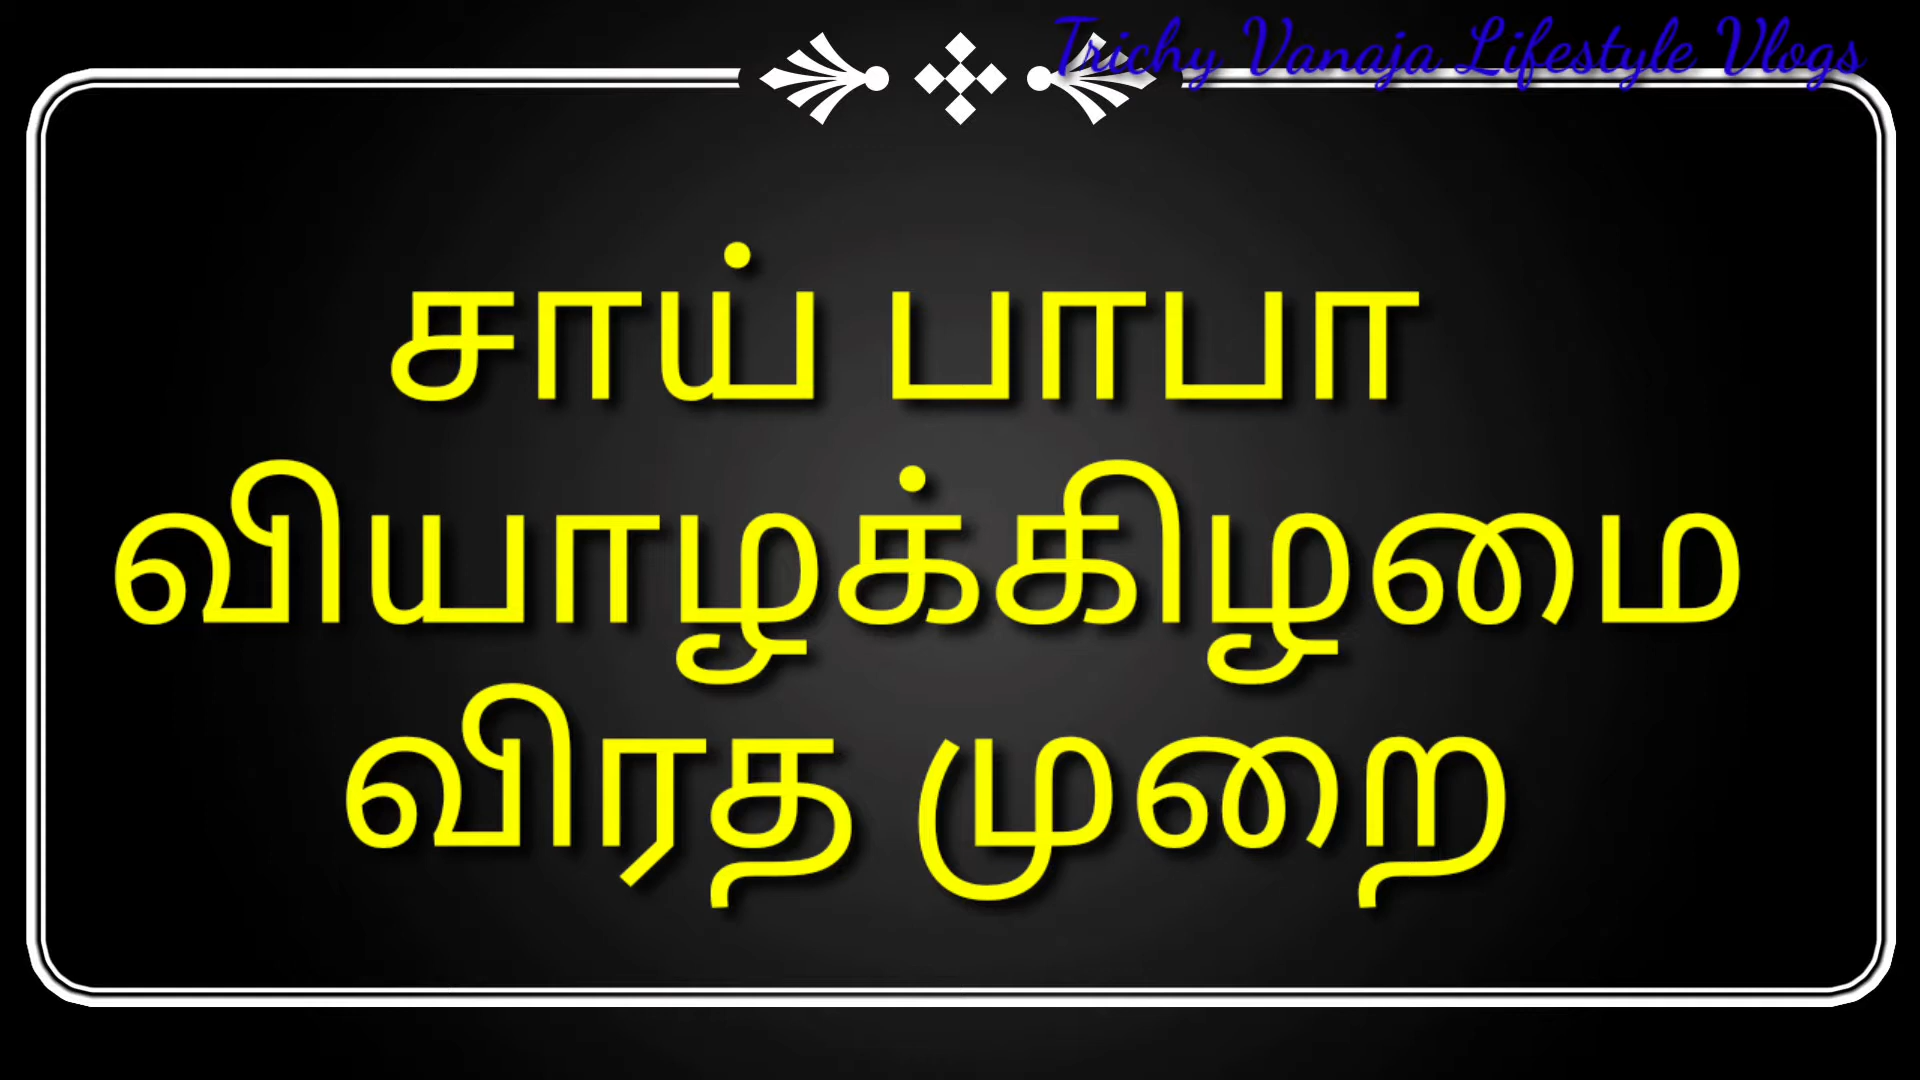 Trichy Vanaja Lifestyle Vlogs
சாய் பாபா
வியாழக்கிழமை
விரத முறை